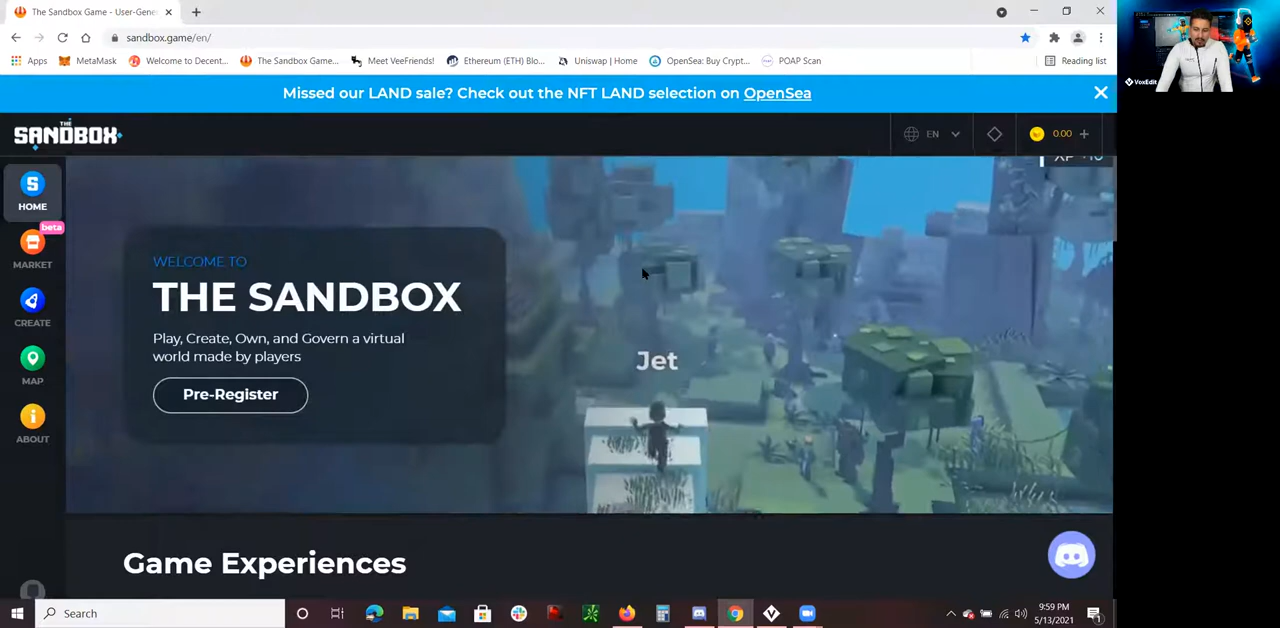 The Sandbox Game - User-Gene
sandbox.game/en/
Apps
MetaMask
Welcome to Decent...
The Sandbox Game...
Meet VeeFriends!
Ethereum (ETH) Blo...
Uniswap | Home
OpenSea: Buy Crypt...
POAP Scan
Reading list
VoxEdit
Missed our LAND sale? Check out the NFT LAND selection on OpenSea
THE
SANDBOX
EN
0.00
XP +10
HOME
beta
MARKET
CREATE
MAP
ABOUT
WELCOME TO
THE SANDBOX
Play, Create, Own, and Govern a virtual
world made by players
Pre-Register
Jet
Game Experiences
Search
9:59 PM
5/13/2021